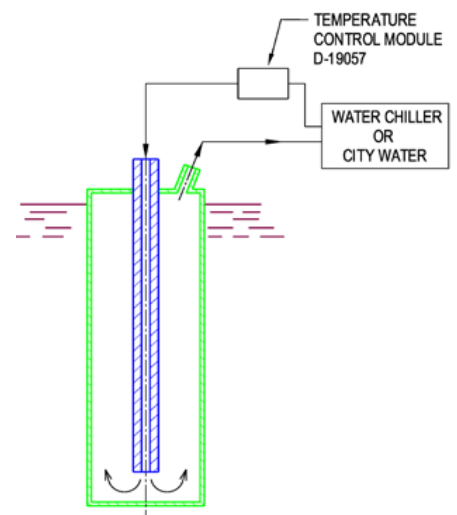 TEMPERATURE
CONTROL MODULE
D-19057
WATER CHILLER
OR
CITY WATER